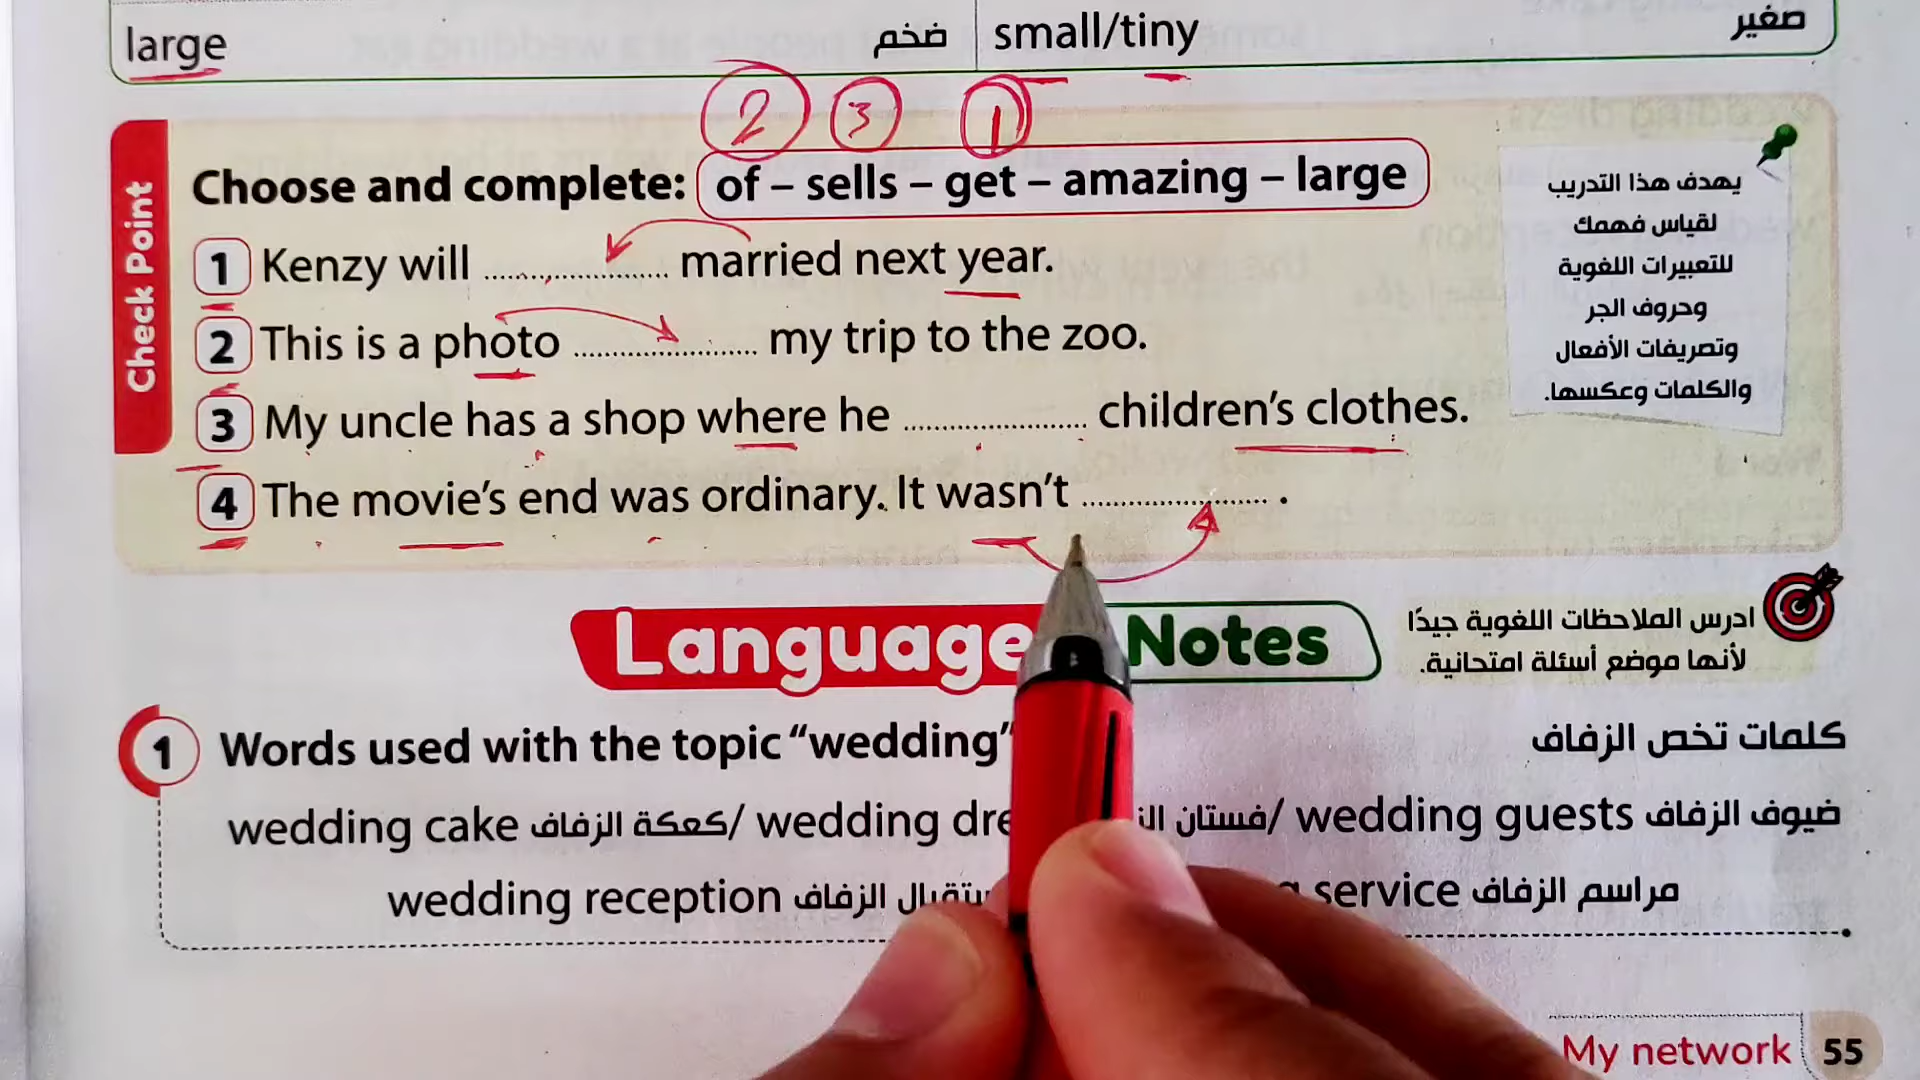 large ضخم small/tiny صغير
2 3 1
Check Point
Choose and complete: of – sells – get – amazing – large
1 Kenzy will .................... married next year.
2 This is a photo .................... my trip to the zoo.
3 My uncle has a shop where he .................... children's clothes.
4 The movie's end was ordinary. It wasn't .................... .
يهدف هذا التدريب
لقياس فهمك
للتعبيرات اللغوية
وحروف الجر
وتصريفات الأفعال
والكلمات وعكسها.
Language Notes
ادرس الملاحظات اللغوية جيدًا
لأنها موضع أسئلة امتحانية.
1 Words used with the topic “wedding” كلمات تخص الزفاف
wedding cake كعكة الزفاف / wedding فستان / wedding guests ضيوف الزفاف
wedding reception الزفاف service مراسم الزفاف
My network 55